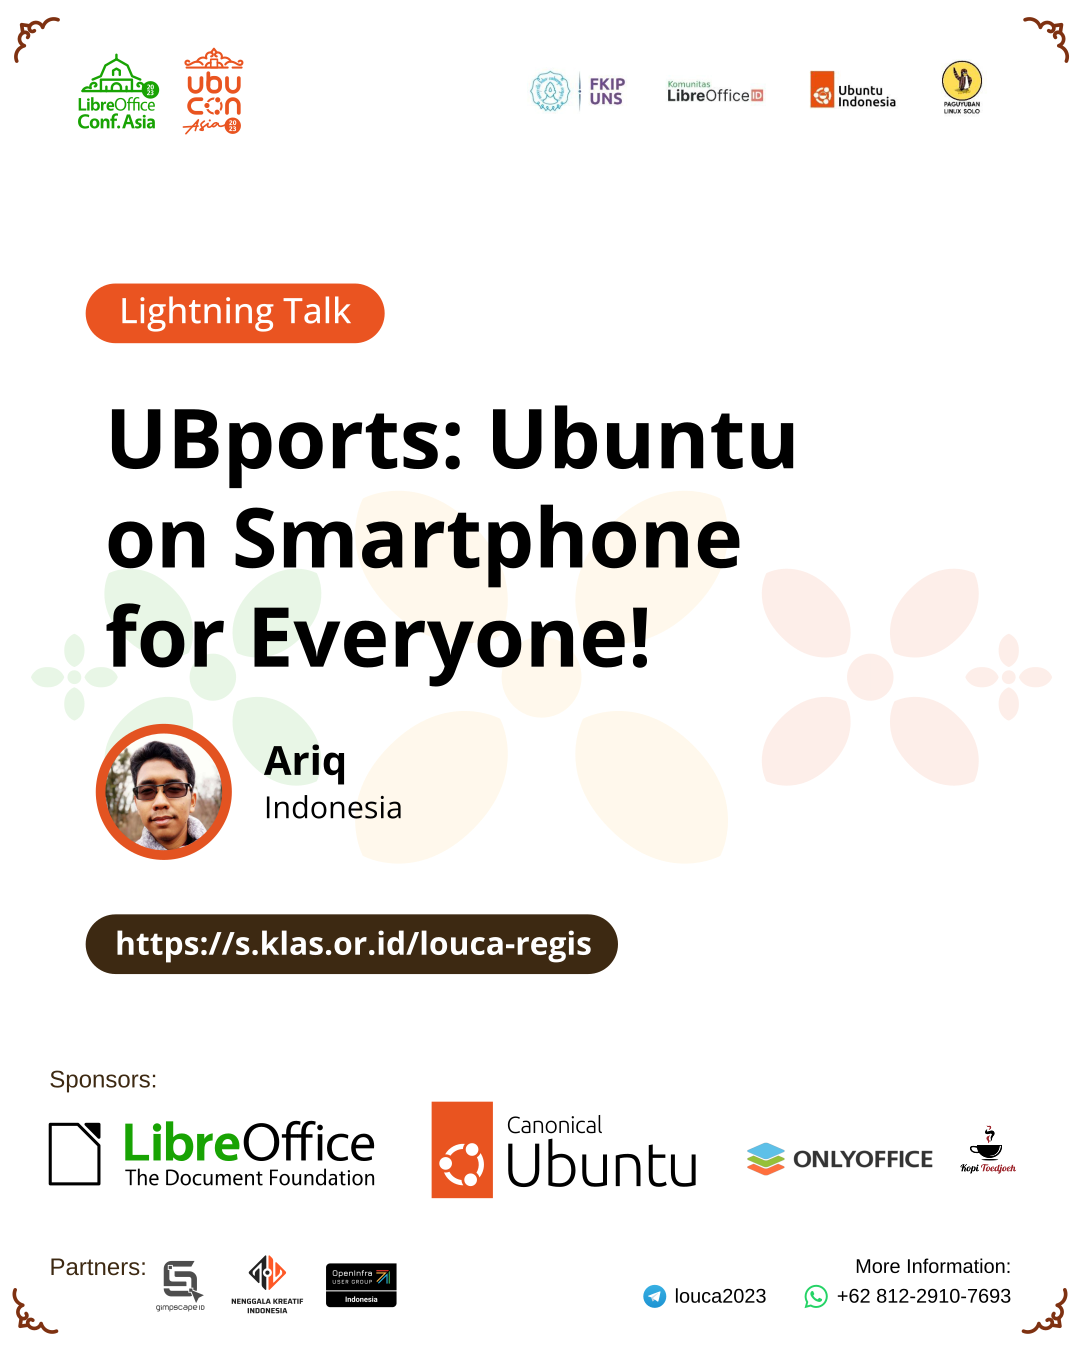 LibreOffice
Conf.Asia
2023
ubu
con
Asia
2023
FKIP
UNS
Komunitas
LibreOffice ID
Ubuntu
Indonesia
PAGUYUBAN
LINUX SOLO
Lightning Talk
UBports: Ubuntu
on Smartphone
for Everyone!
Ariq
Indonesia
https://s.klas.or.id/louca-regis
Sponsors:
LibreOffice
The Document Foundation
Canonical
Ubuntu
ONLYOFFICE
Kopi Toedjoeh
Partners:
gimpscape ID
NENGGALA KREATIF
INDONESIA
OpenInfra
USER GROUP
Indonesia
More Information:
louca2023
+62 812-2910-7693